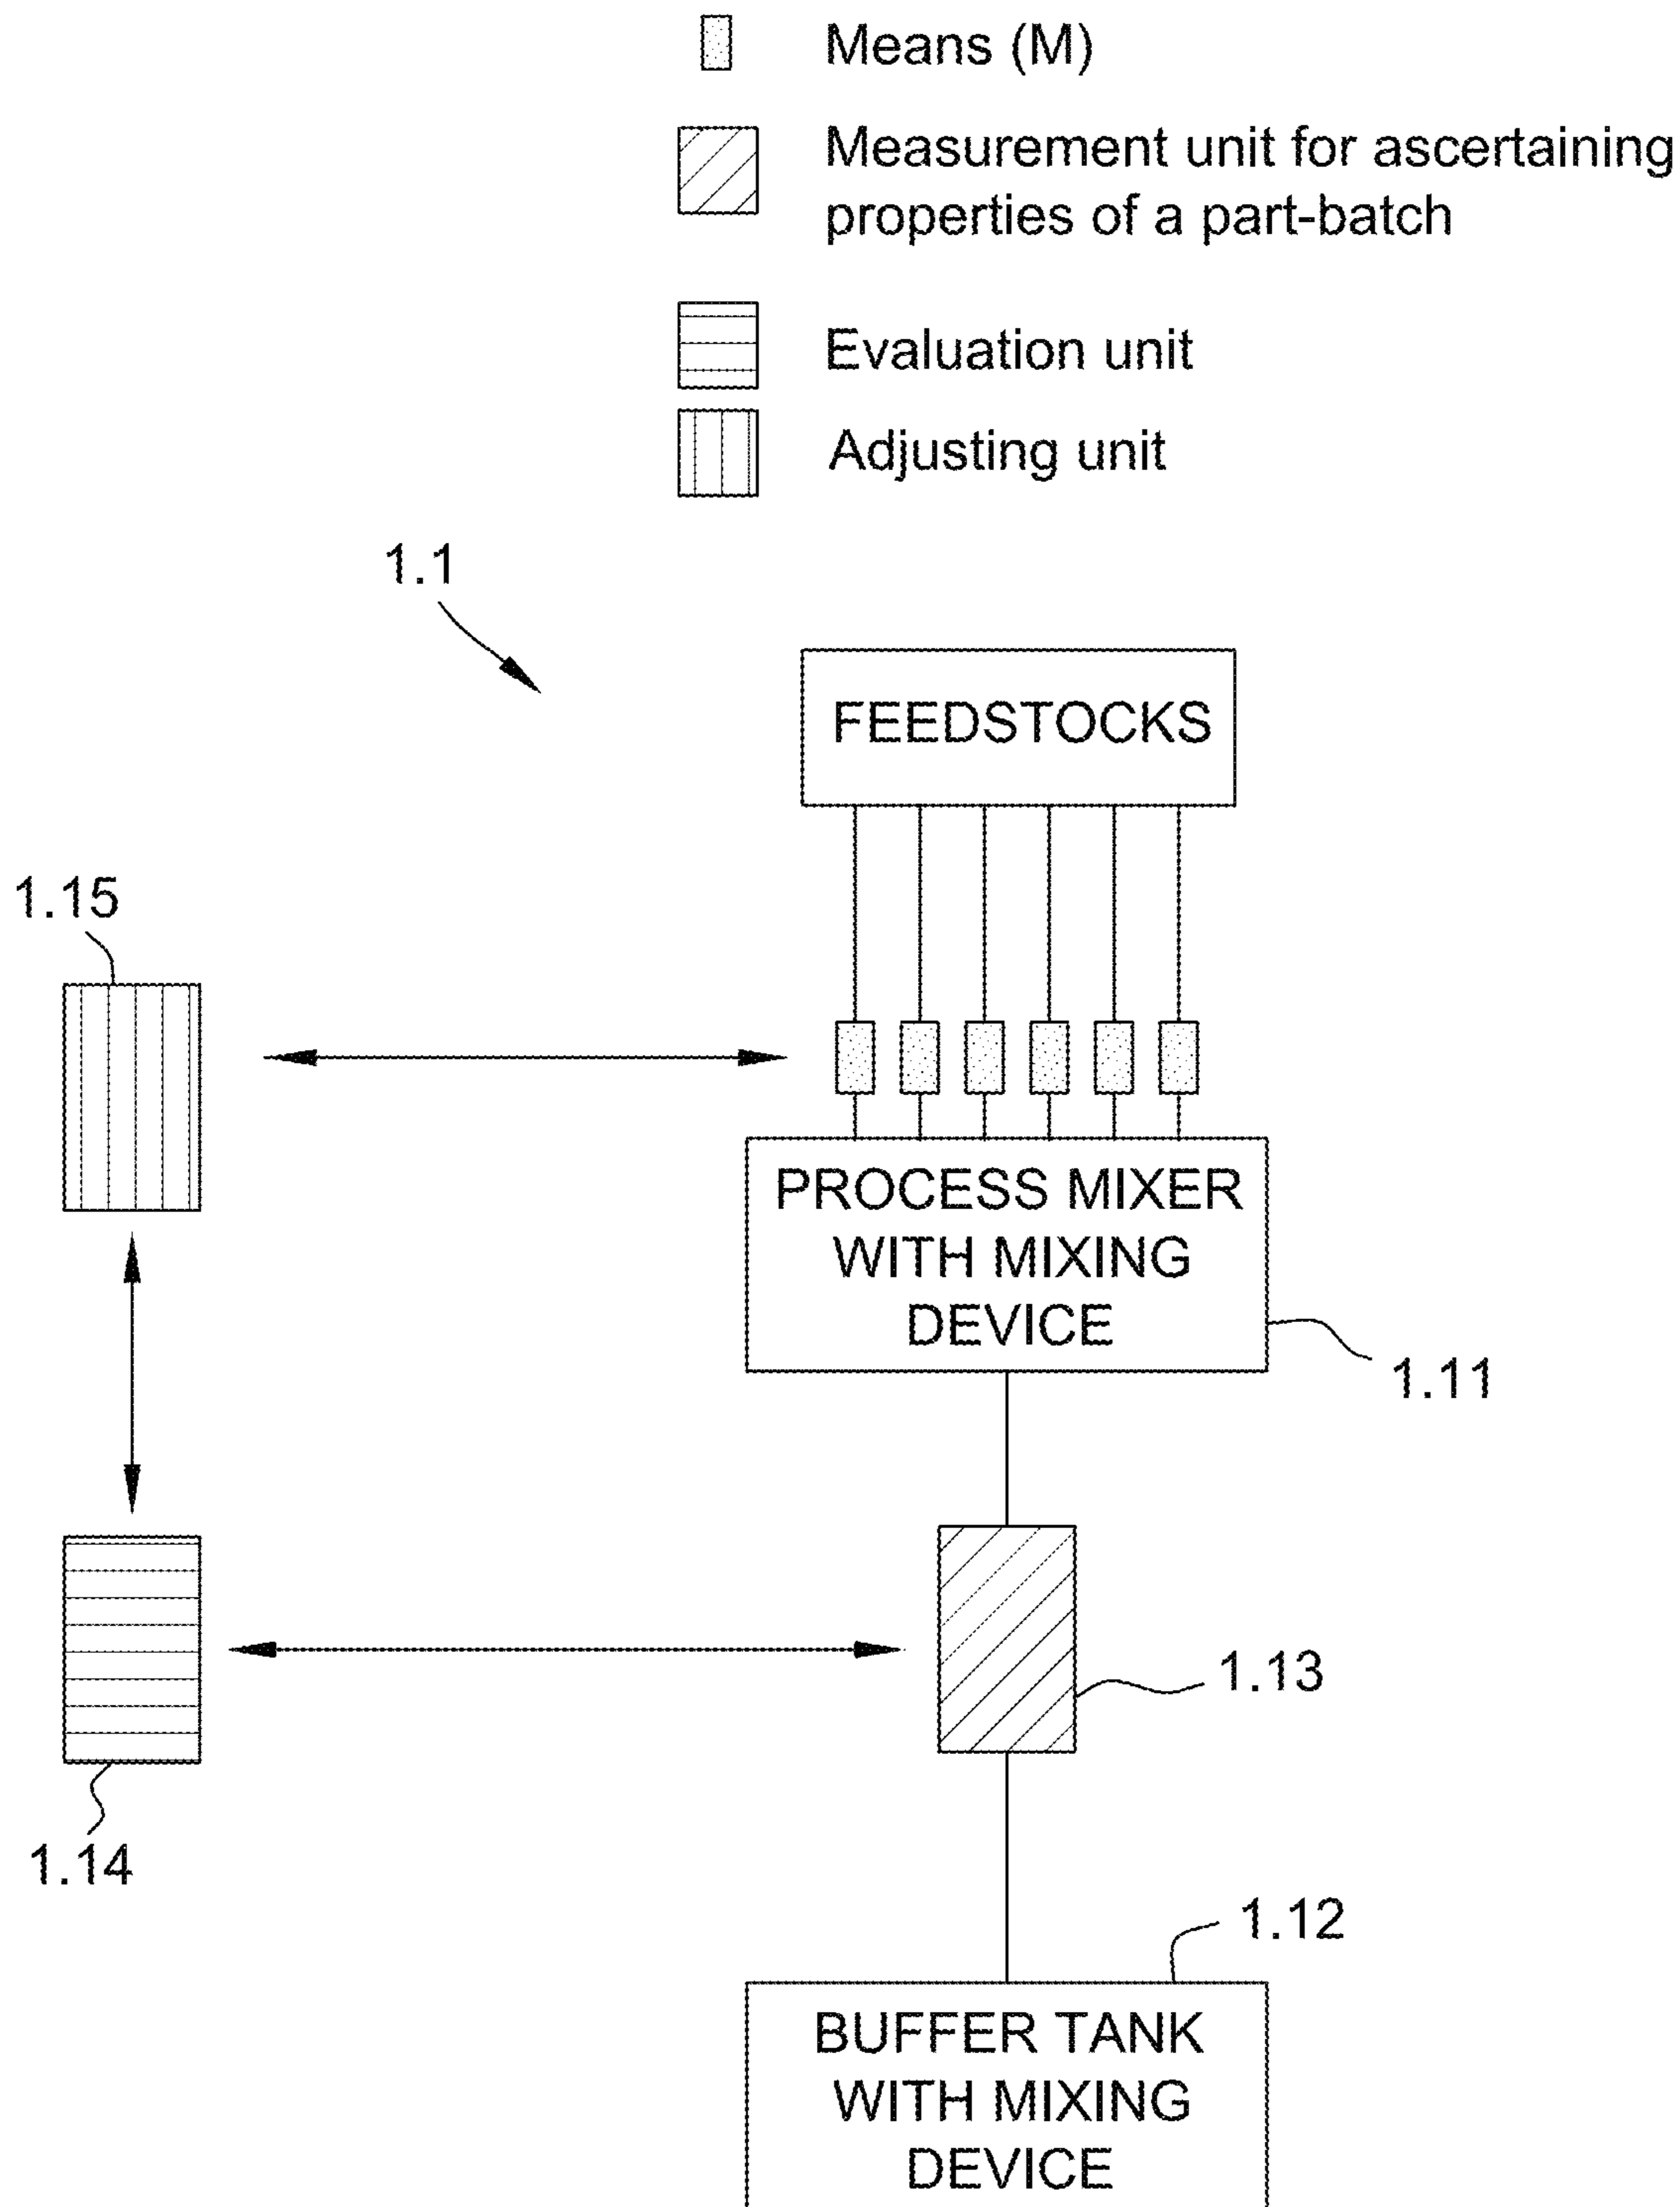 Means (M)
Measurement unit for ascertaining
properties of a part-batch
Evaluation unit
Adjusting unit
1.1
FEEDSTOCKS
1.15
PROCESS MIXER
WITH MIXING
DEVICE
1.11
1.13
1.14
1.12
BUFFER TANK
WITH MIXING
DEVICE